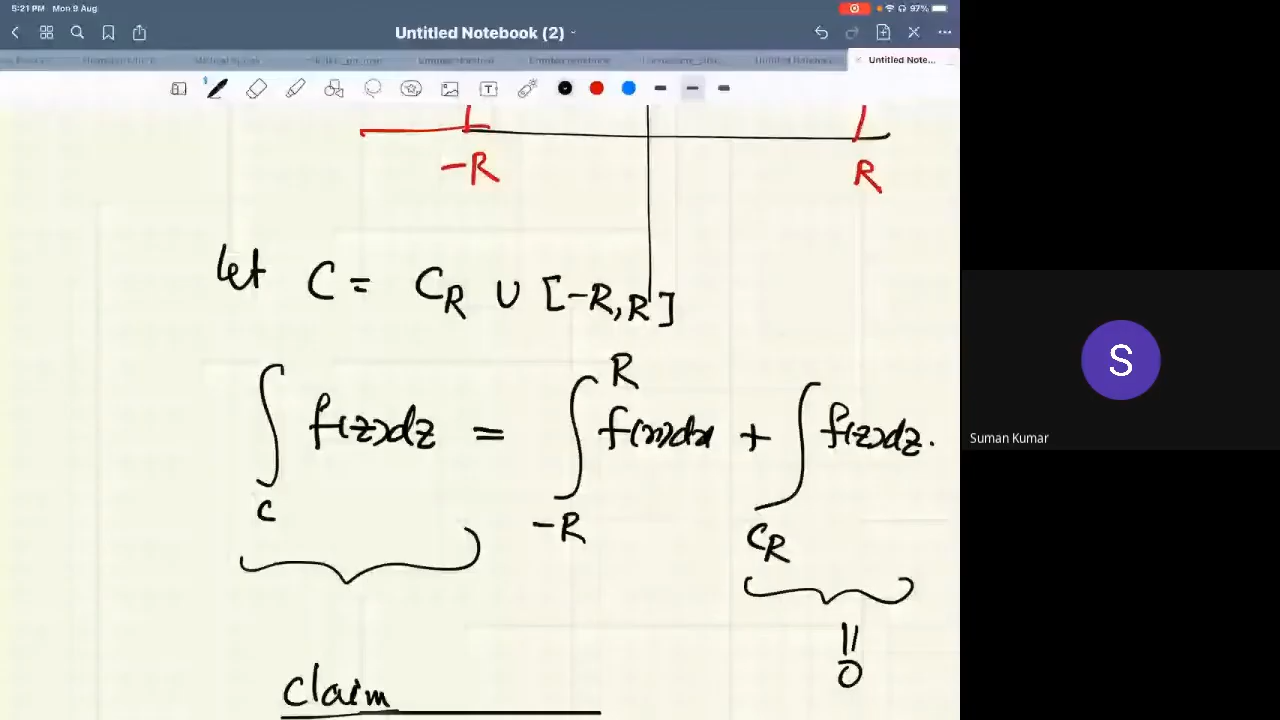 5:21 PM Mon 9 Aug 97%
Untitled Notebook (2)
Untitled Note...
-R R
let C = C_R ∪ [-R, R]
∫_C f(z)dz = ∫_{-R}^{R} f(x)dx + ∫_{C_R} f(z)dz.
||
0
claim
S
Suman Kumar